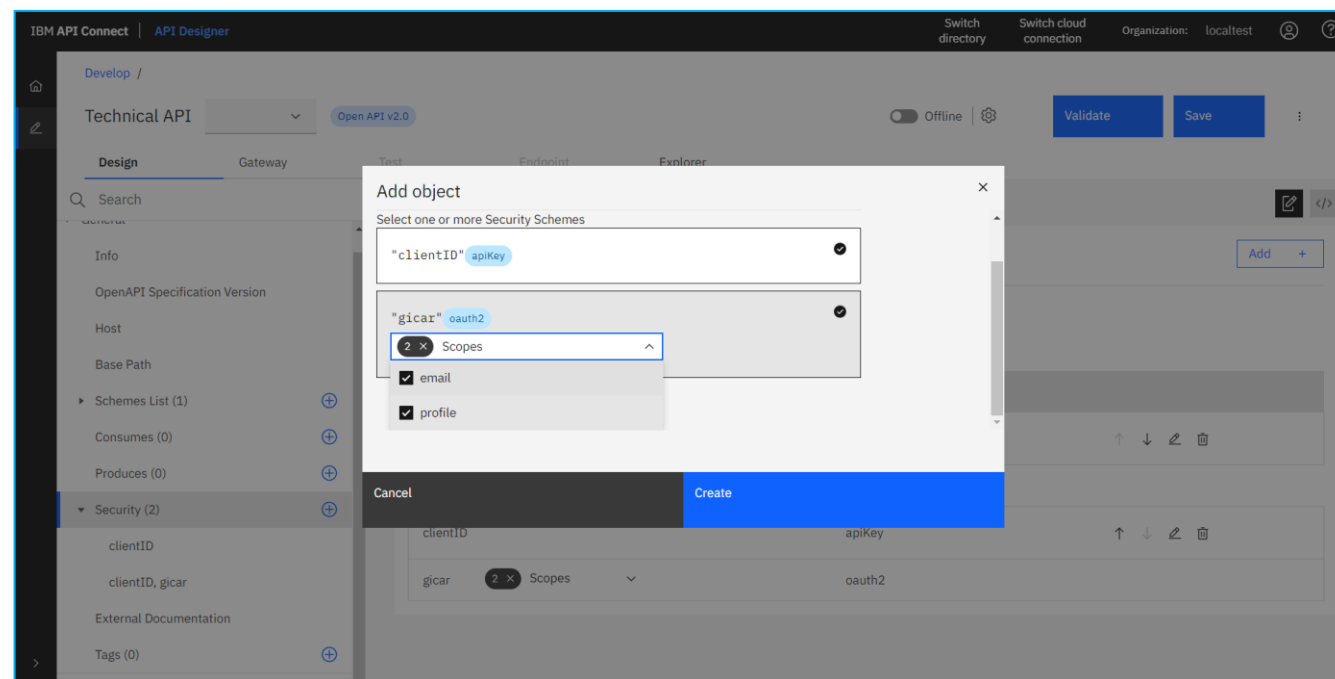 IBM API Connect | API Designer
Switch directory
Switch cloud connection
Organization: localtest
Develop /
Technical API
Open API v2.0
Offline
Validate
Save
Design
Gateway
Test
Endpoint
Explorer
Search
General
Info
OpenAPI Specification Version
Host
Base Path
Schemes List (1)
Consumes (0)
Produces (0)
Security (2)
clientID
clientID, gicar
External Documentation
Tags (0)
Add object
Select one or more Security Schemes
"clientID" apiKey
"gicar" oauth2
2 × Scopes
email
profile
Cancel
Create
Add +
clientID apiKey
gicar 2 × Scopes oauth2